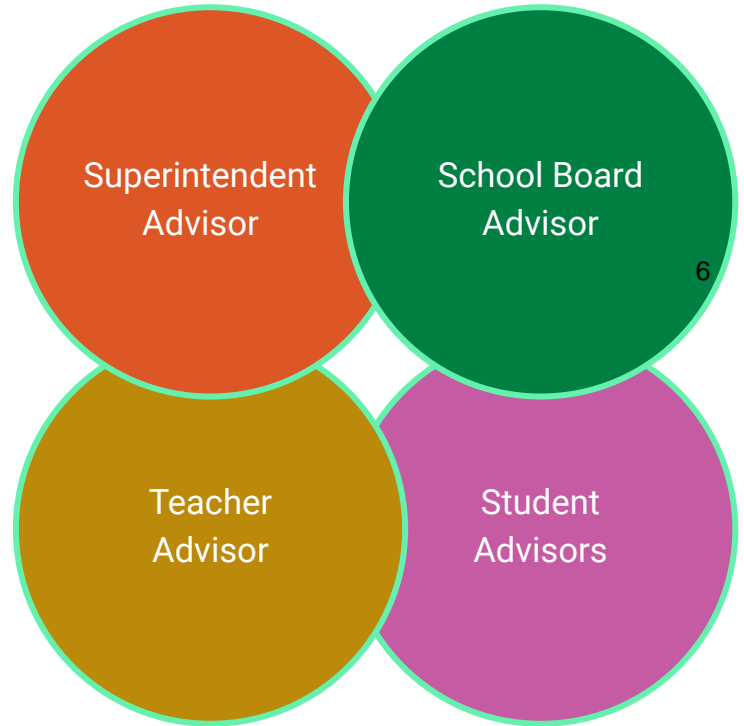 Superintendent
Advisor
School Board
Advisor
6
Teacher
Advisor
Student
Advisors